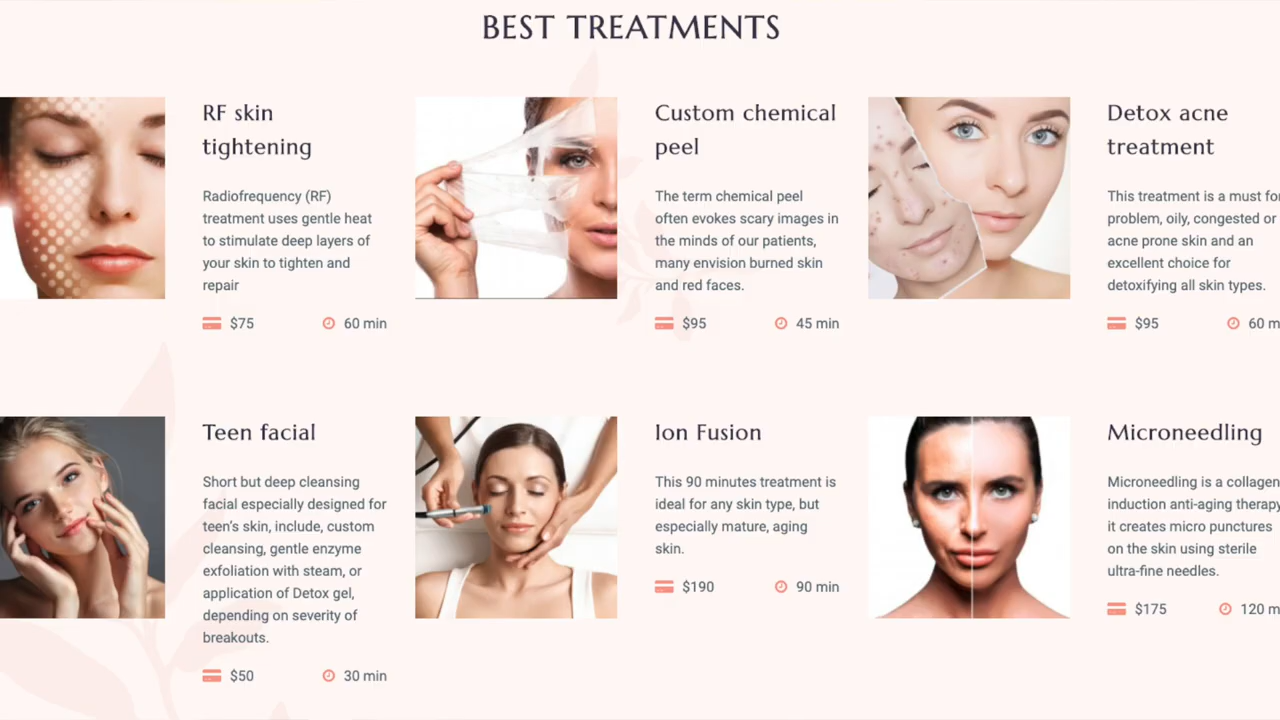 BEST TREATMENTS
RF skin
tightening
Radiofrequency (RF)
treatment uses gentle heat
to stimulate deep layers of
your skin to tighten and
repair
$75 60 min
Custom chemical
peel
The term chemical peel
often evokes scary images in
the minds of our patients,
many envision burned skin
and red faces.
$95 45 min
Detox acne
treatment
This treatment is a must for
problem, oily, congested or
acne prone skin and an
excellent choice for
detoxifying all skin types.
$95 60 m
Teen facial
Short but deep cleansing
facial especially designed for
teen's skin, include, custom
cleansing, gentle enzyme
exfoliation with steam, or
application of Detox gel,
depending on severity of
breakouts.
$50 30 min
Ion Fusion
This 90 minutes treatment is
ideal for any skin type, but
especially mature, aging
skin.
$190 90 min
Microneedling
Microneedling is a collagen
induction anti-aging therapy
it creates micro punctures
on the skin using sterile
ultra-fine needles.
$175 120 m